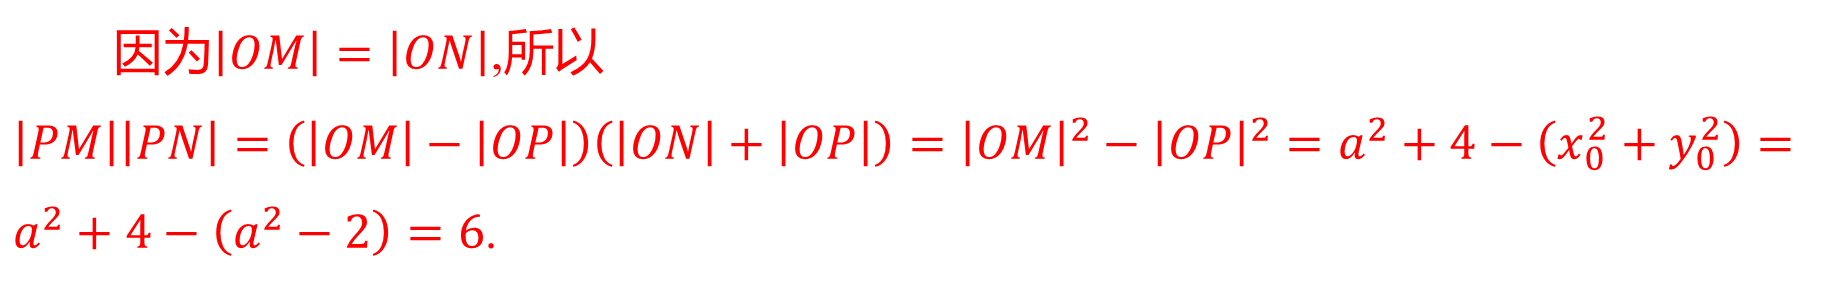 因为|OM| = |ON|,所以
|PM||PN| = (|OM| − |OP|)(|ON| + |OP|) = |OM|² − |OP|² = a² + 4 − (x₀² + y₀²) =
a² + 4 − (a² − 2) = 6.